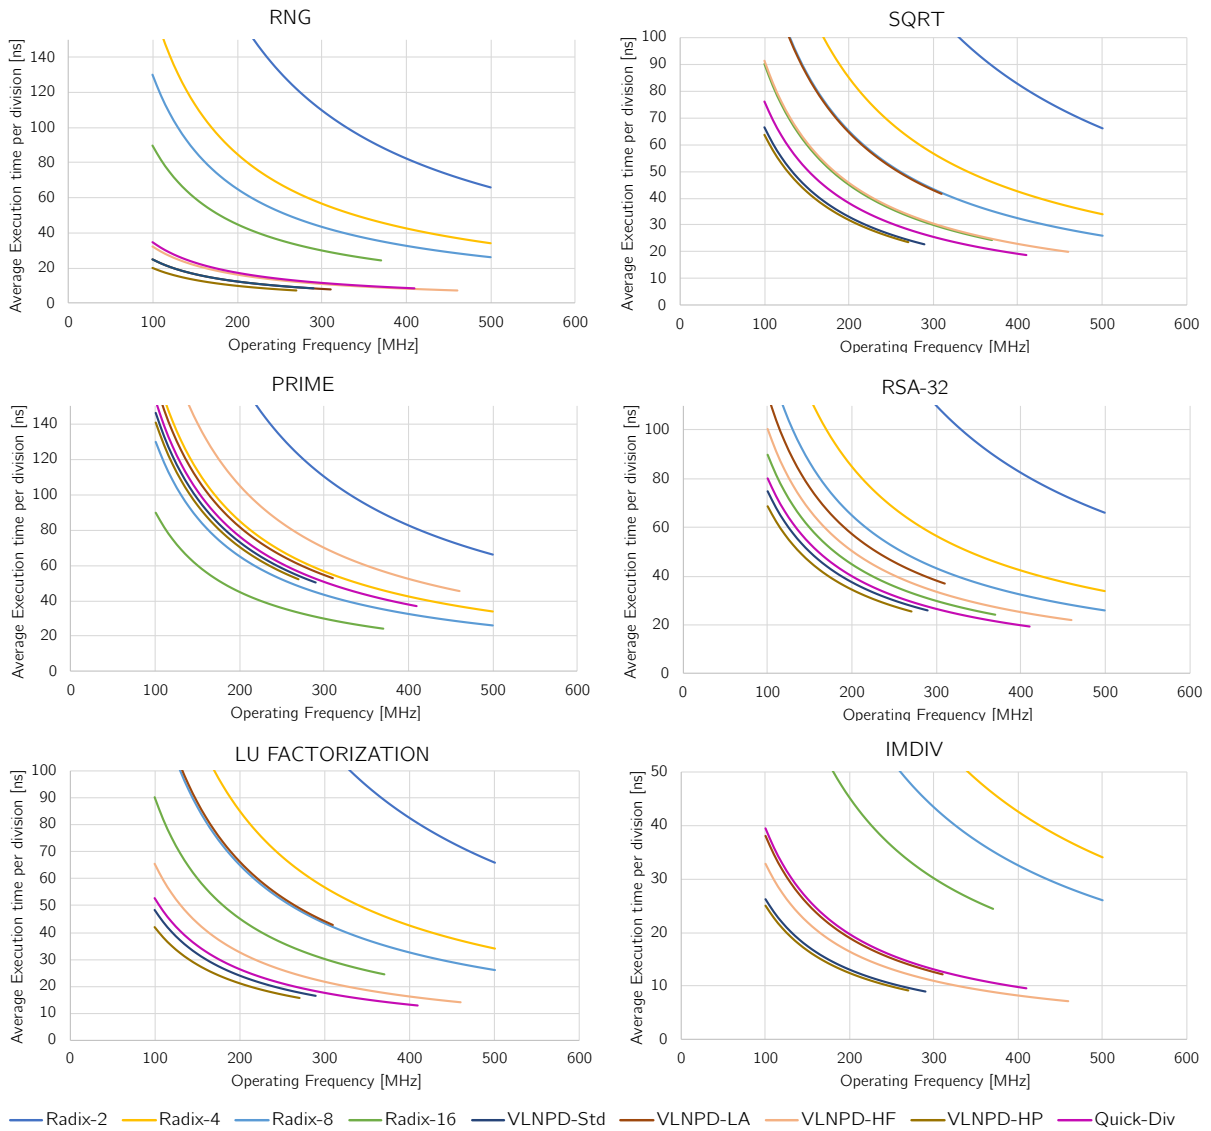 RNG
Average Execution time per division [ns]
140
120
100
80
60
40
20
0
0 100 200 300 400 500 600
Operating Frequency [MHz]
SQRT
Average Execution time per division [ns]
100
90
80
70
60
50
40
30
20
10
0
0 100 200 300 400 500 600
Operating Frequency [MHz]
PRIME
Average Execution time per division [ns]
140
120
100
80
60
40
20
0
0 100 200 300 400 500 600
Operating Frequency [MHz]
RSA-32
Average Execution time per division [ns]
100
80
60
40
20
0
0 100 200 300 400 500 600
Operating Frequency [MHz]
LU FACTORIZATION
Average Execution time per division [ns]
100
90
80
70
60
50
40
30
20
10
0
0 100 200 300 400 500 600
Operating Frequency [MHz]
IMDIV
Average Execution time per division [ns]
50
40
30
20
10
0
0 100 200 300 400 500 600
Operating Frequency [MHz]
Radix-2 Radix-4 Radix-8 Radix-16 VLNPD-Std VLNPD-LA VLNPD-HF VLNPD-HP Quick-Div